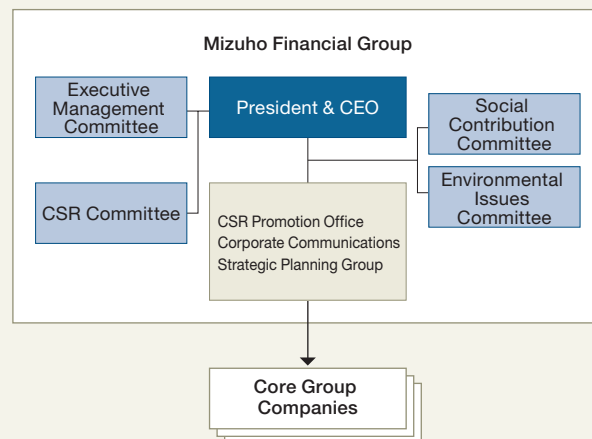 Mizuho Financial Group
Executive
Management
Committee
President & CEO
Social
Contribution
Committee
CSR Committee
Environmental
Issues
Committee
CSR Promotion Office
Corporate Communications
Strategic Planning Group
Core Group
Companies